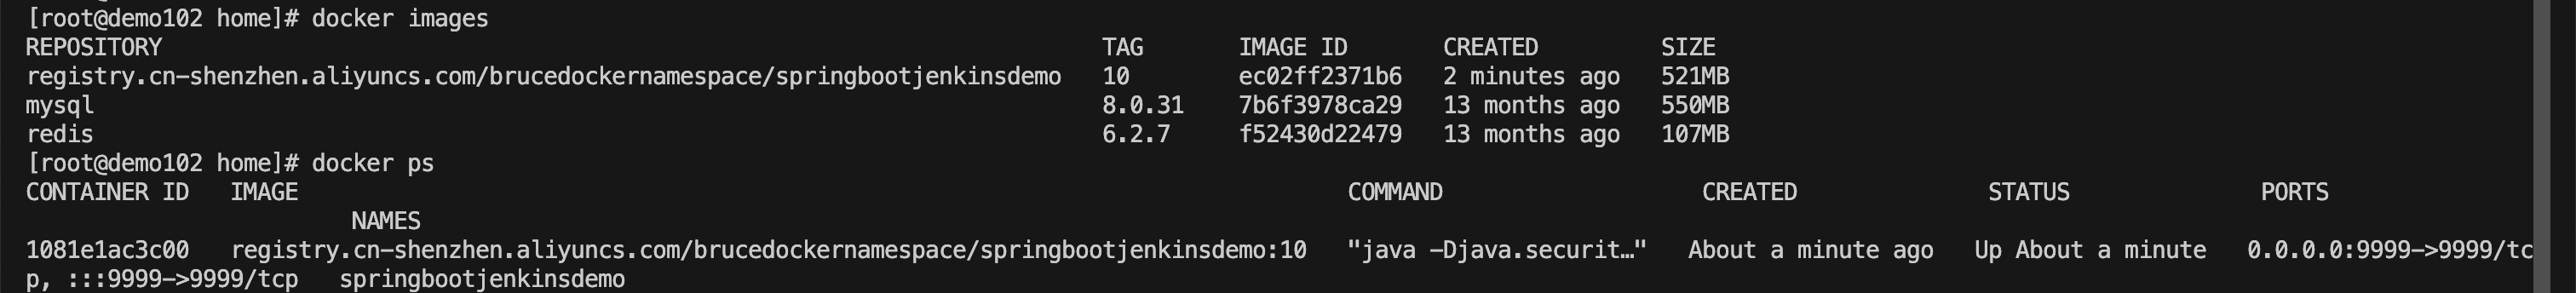 [root@demo102 home]# docker images
REPOSITORY TAG IMAGE ID CREATED SIZE
registry.cn-shenzhen.aliyuncs.com/brucedockernamespace/springbootjenkinsdemo 10 ec02ff2371b6 2 minutes ago 521MB
mysql 8.0.31 7b6f3978ca29 13 months ago 550MB
redis 6.2.7 f52430d22479 13 months ago 107MB
[root@demo102 home]# docker ps
CONTAINER ID IMAGE COMMAND CREATED STATUS PORTS
NAMES
1081e1ac3c00 registry.cn-shenzhen.aliyuncs.com/brucedockernamespace/springbootjenkinsdemo:10 "java -Djava.securit…" About a minute ago Up About a minute 0.0.0.0:9999->9999/tc
p, :::9999->9999/tcp springbootjenkinsdemo